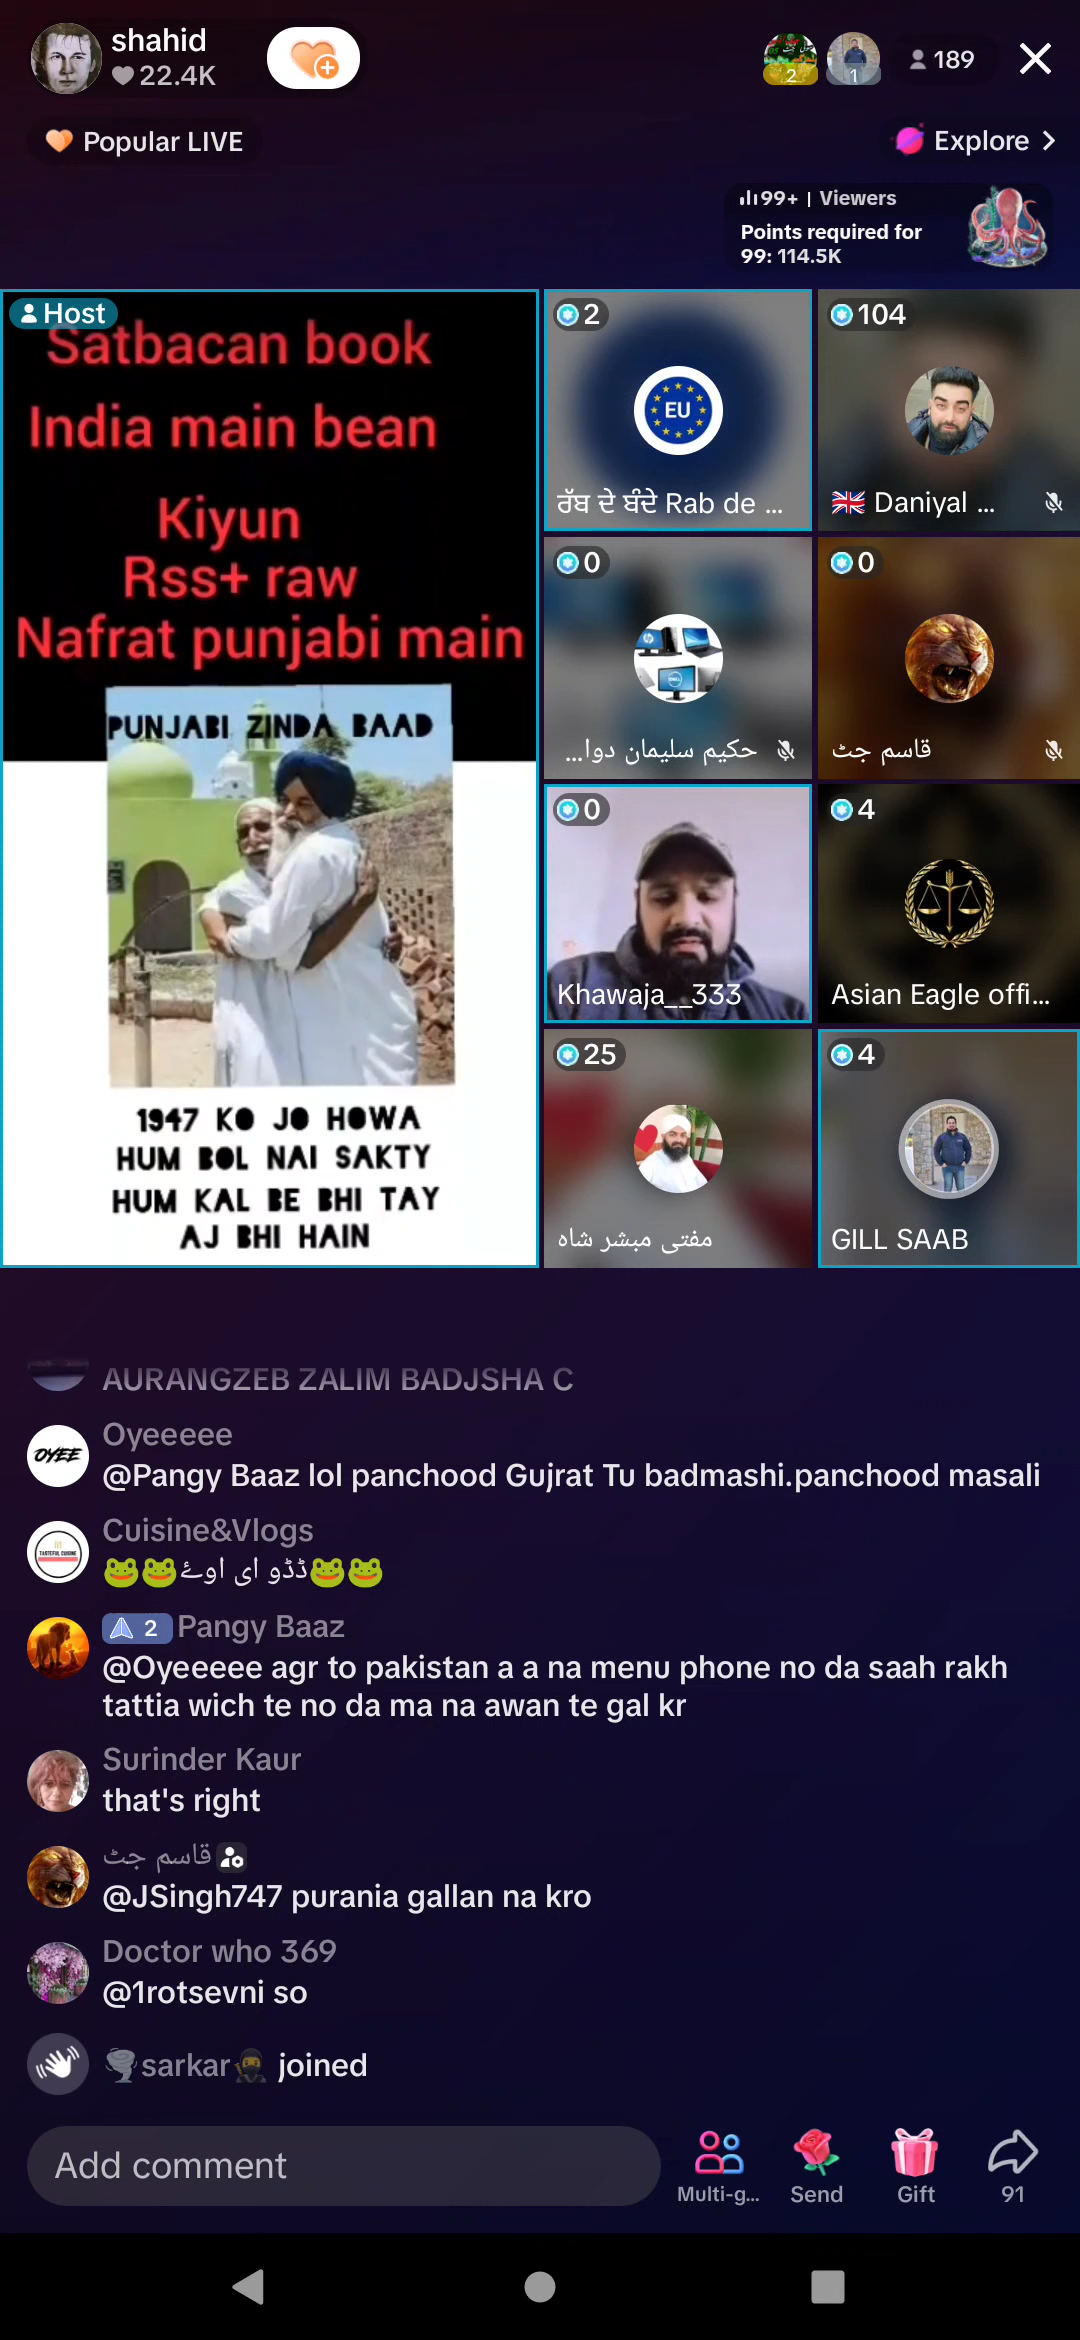 shahid
22.4K
2
1
189
Popular LIVE
Explore
99+ | Viewers
Points required for
99: 114.5K
Host
Satbacan book
India main bean
Kiyun
Rss+ raw
Nafrat punjabi main
PUNJABI ZINDA BAAD
1947 KO JO HOWA
HUM BOL NAI SAKTY
HUM KAL BE BHI TAY
AJ BHI HAIN
2
EU
ਰੱਬ ਦੇ ਬੰਦੇ Rab de ...
104
🇬🇧 Daniyal ...
0
حکیم سلیمان دوا...
0
قاسم جٹ
0
Khawaja__333
4
Asian Eagle offi...
25
مفتی مبشر شاہ
4
GILL SAAB
AURANGZEB ZALIM BADJSHA C
OYEE
Oyeeeee
@Pangy Baaz lol panchood Gujrat Tu badmashi.panchood masali
Cuisine&Vlogs
🐸🐸ڈڈو ای اوۓ🐸🐸
2 Pangy Baaz
@Oyeeeee agr to pakistan a a na menu phone no da saah rakh
tattia wich te no da ma na awan te gal kr
Surinder Kaur
that's right
قاسم جٹ
@JSingh747 purania gallan na kro
Doctor who 369
@1rotsevni so
🌪️sarkar🥷 joined
Add comment
Multi-g...
Send
Gift
91